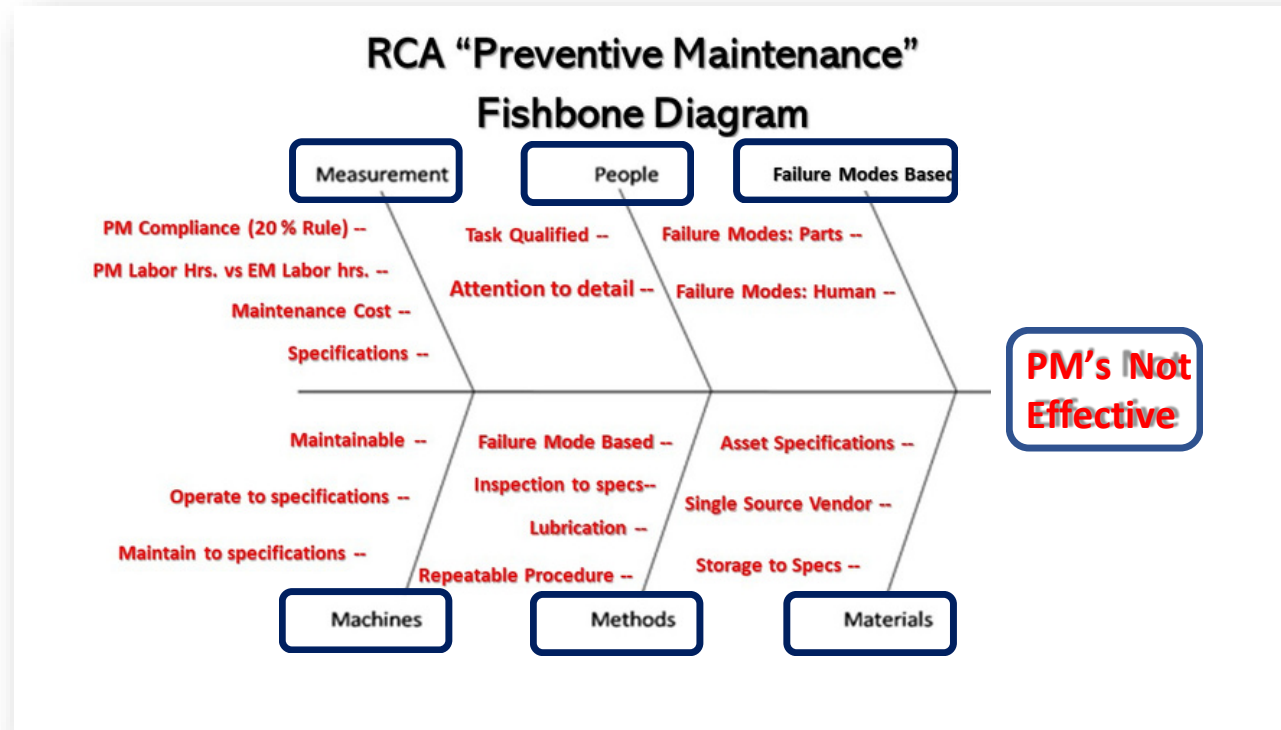 RCA “Preventive Maintenance”
Fishbone Diagram
Measurement
People
Failure Modes Based
PM Compliance (20 % Rule) --
PM Labor Hrs. vs EM Labor hrs. --
Maintenance Cost --
Specifications --
Task Qualified --
Attention to detail --
Failure Modes: Parts --
Failure Modes: Human --
PM’s Not
Effective
Maintainable --
Operate to specifications --
Maintain to specifications --
Failure Mode Based --
Inspection to specs--
Lubrication --
Repeatable Procedure --
Asset Specifications --
Single Source Vendor --
Storage to Specs --
Machines
Methods
Materials